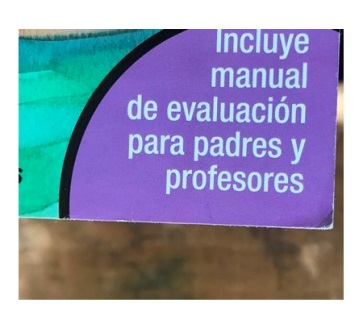 Incluye
manual
de evaluación
para padres y
profesores